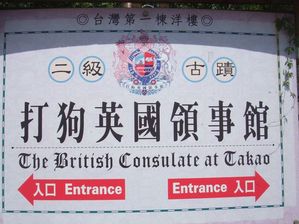 ◎台灣第二棟洋樓◎
二級 古蹟
打狗英國領事館
The British Consulate at Takao
入口 Entrance Entrance 入口